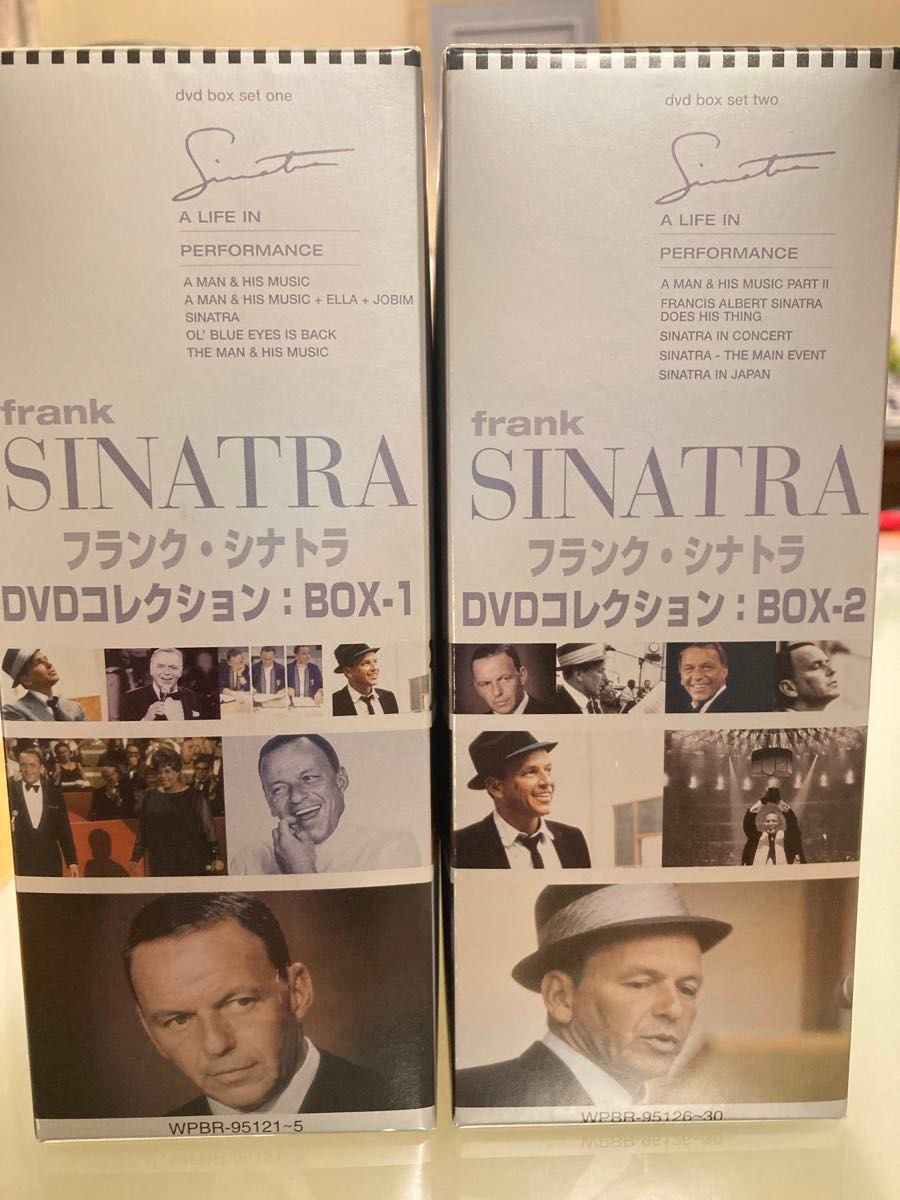 dvd box set one
Sinatra
A LIFE IN
PERFORMANCE
A MAN & HIS MUSIC
A MAN & HIS MUSIC + ELLA + JOBIM
SINATRA
OL' BLUE EYES IS BACK
THE MAN & HIS MUSIC
frank
SINATRA
フランク・シナトラ
DVDコレクション:BOX-1
WPBR-95121~5
dvd box set two
Sinatra
A LIFE IN
PERFORMANCE
A MAN & HIS MUSIC PART II
FRANCIS ALBERT SINATRA
DOES HIS THING
SINATRA IN CONCERT
SINATRA - THE MAIN EVENT
SINATRA IN JAPAN
frank
SINATRA
フランク・シナトラ
DVDコレクション:BOX-2
WPBR-95126~30